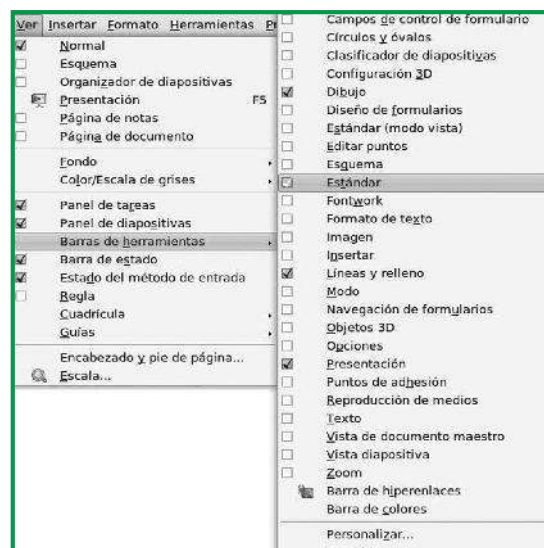 Ver Insertar Formato Herramientas
Normal
Esquema
Organizador de diapositivas
Presentación F5
Página de notas
Página de documento
Fondo
Color/Escala de grises
Panel de tareas
Panel de diapositivas
Barras de herramientas
Barra de estado
Estado del método de entrada
Regla
Cuadrícula
Guías
Encabezado y pie de página...
Escala...
Campos de control de formulario
Círculos y óvalos
Clasificador de diapositivas
Configuración 3D
Dibujo
Diseño de formularios
Estándar (modo vista)
Editar puntos
Esquema
Estándar
Fontwork
Formato de texto
Imagen
Insertar
Líneas y relleno
Modo
Navegación de formularios
Objetos 3D
Opciones
Presentación
Puntos de adhesión
Reproducción de medios
Texto
Vista de documento maestro
Vista diapositiva
Zoom
Barra de hiperenlaces
Barra de colores
Personalizar...